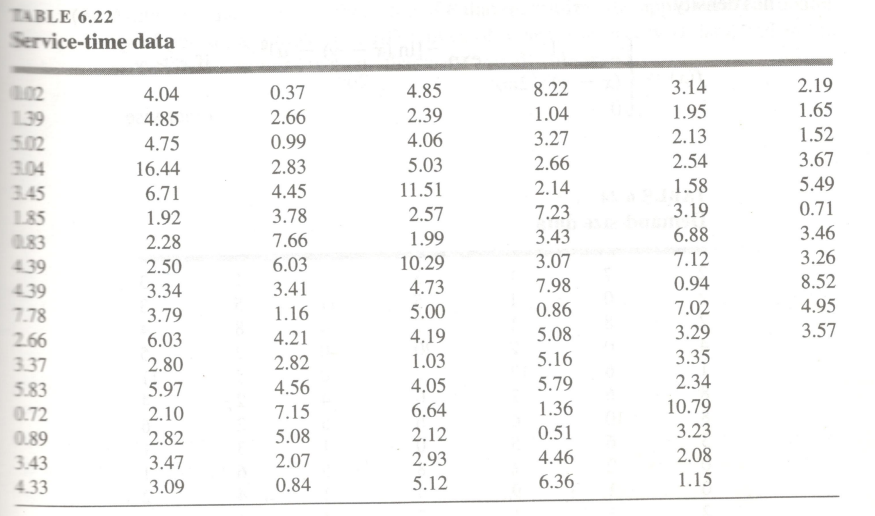 TABLE 6.22
Service-time data
0.02 4.04 0.37 4.85 8.22 3.14 2.19
1.39 4.85 2.66 2.39 1.04 1.95 1.65
5.02 4.75 0.99 4.06 3.27 2.13 1.52
3.04 16.44 2.83 5.03 2.66 2.54 3.67
3.45 6.71 4.45 11.51 2.14 1.58 5.49
1.85 1.92 3.78 2.57 7.23 3.19 0.71
0.83 2.28 7.66 1.99 3.43 6.88 3.46
4.39 2.50 6.03 10.29 3.07 7.12 3.26
4.39 3.34 3.41 4.73 7.98 0.94 8.52
7.78 3.79 1.16 5.00 0.86 7.02 4.95
2.66 6.03 4.21 4.19 5.08 3.29 3.57
3.37 2.80 2.82 1.03 5.16 3.35
5.83 5.97 4.56 4.05 5.79 2.34
0.72 2.10 7.15 6.64 1.36 10.79
0.89 2.82 5.08 2.12 0.51 3.23
3.43 3.47 2.07 2.93 4.46 2.08
4.33 3.09 0.84 5.12 6.36 1.15